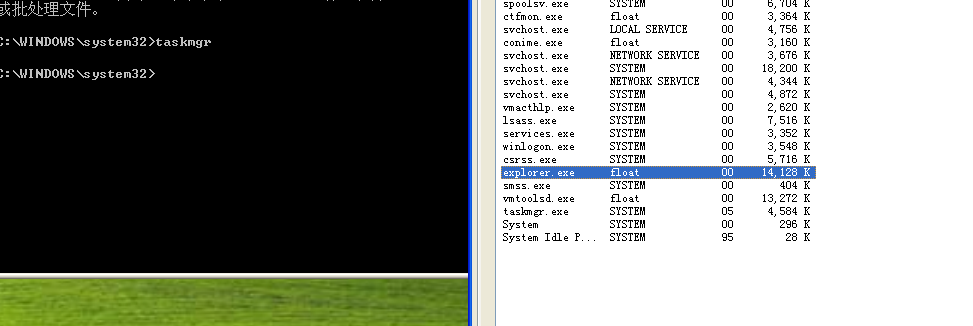 或批处理文件。
C:\WINDOWS\system32>taskmgr
C:\WINDOWS\system32>
spoolsv.exe SYSTEM 00 6,704 K
ctfmon.exe float 00 3,364 K
svchost.exe LOCAL SERVICE 00 4,756 K
conime.exe float 00 3,160 K
svchost.exe NETWORK SERVICE 00 3,676 K
svchost.exe SYSTEM 00 18,200 K
svchost.exe NETWORK SERVICE 00 4,344 K
svchost.exe SYSTEM 00 4,872 K
vmacthlp.exe SYSTEM 00 2,620 K
lsass.exe SYSTEM 00 7,516 K
services.exe SYSTEM 00 3,352 K
winlogon.exe SYSTEM 00 3,548 K
csrss.exe SYSTEM 00 5,716 K
explorer.exe float 00 14,128 K
smss.exe SYSTEM 00 404 K
vmtoolsd.exe float 00 13,272 K
taskmgr.exe SYSTEM 05 4,584 K
System SYSTEM 00 296 K
System Idle P... SYSTEM 95 28 K